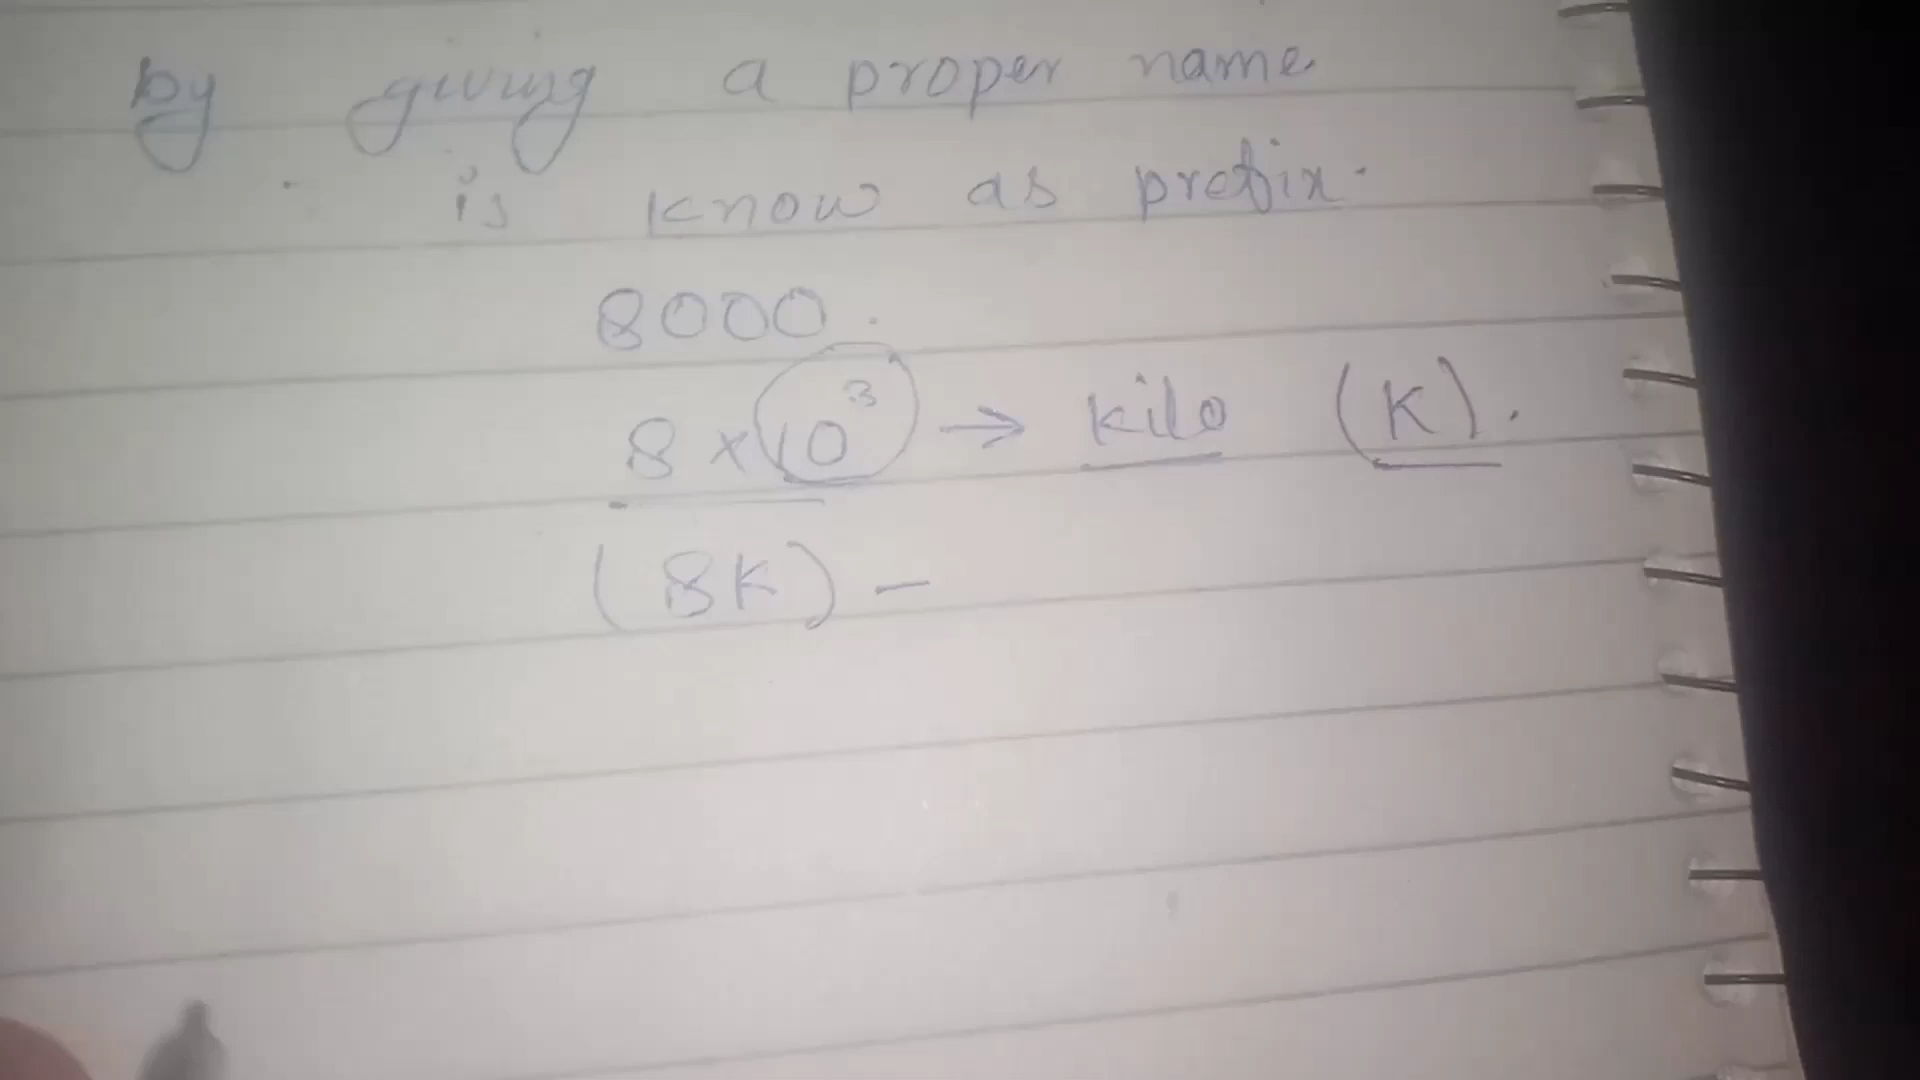 by giving a proper name
is know as prefix.
8000.
8 × 10³ → kilo (K).
(8K) –